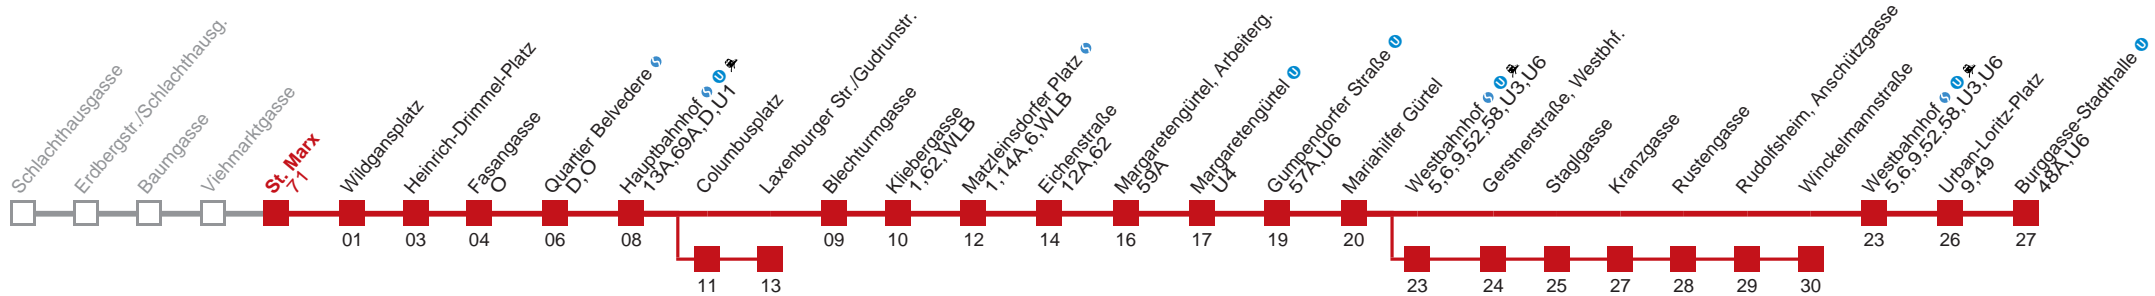 Schlachthausgasse
Erdbergstr./Schlachthausg.
Baumgasse
Viehmarktgasse
St. Marx
71
Wildgansplatz
01
Heinrich-Drimmel-Platz
03
Fasangasse
O
04
Quartier Belvedere S
D,O
06
Hauptbahnhof S U
13A,69A,D,U1
08
Columbusplatz
11
Laxenburger Str./Gudrunstr.
13
Blechturmgasse
09
Kliebergasse
1,62,WLB
10
Matzleinsdorfer Platz S
1,14A,6,WLB
12
Eichenstraße
12A,62
14
Margaretengürtel, Arbeiterg.
59A
16
Margaretengürtel U
U4
17
Gumpendorfer Straße U
57A,U6
19
Mariahilfer Gürtel
20
Westbahnhof S U
5,6,9,52,58,U3,U6
23
Gerstnerstraße, Westbhf.
24
Staglgasse
25
Kranzgasse
27
Rustengasse
28
Rudolfsheim, Anschützgasse
29
Winckelmannstraße
30
Westbahnhof S U
5,6,9,52,58,U3,U6
23
Urban-Loritz-Platz
9,49
26
Burggasse-Stadthalle U
48A,U6
27